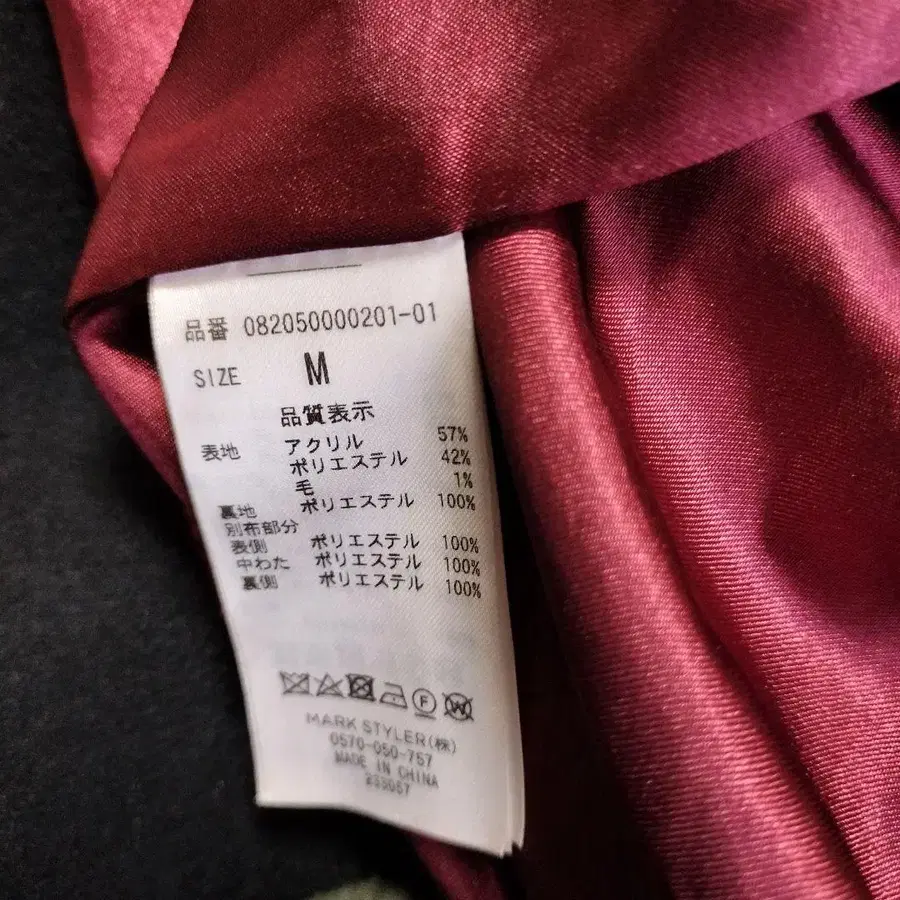 品番 082050000201-01
SIZE M
品質表示
表地 アクリル 57%
ポリエステル 42%
毛 1%
裏地 ポリエステル 100%
別布部分
表側 ポリエステル 100%
中わた ポリエステル 100%
裏側 ポリエステル 100%
F W
MARK STYLER(株)
0570-050-757
MADE IN CHINA
233057